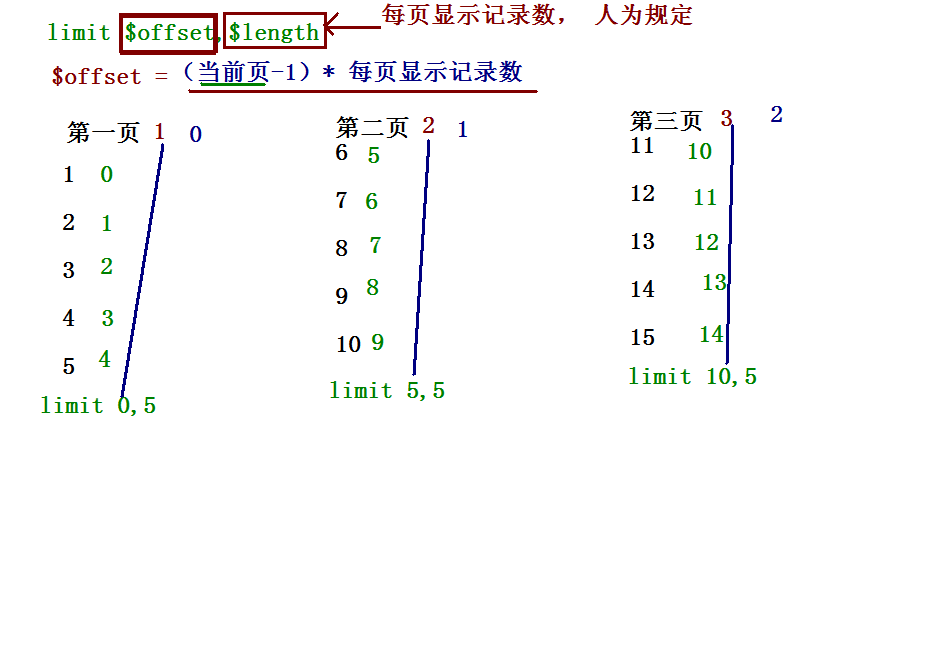 limit $offset,$length 每页显示记录数， 人为规定
$offset =（当前页-1）* 每页显示记录数
第一页 1 0
1 0
2 1
3 2
4 3
5 4
limit 0,5
第二页 2 1
6 5
7 6
8 7
9 8
10 9
limit 5,5
第三页 3 2
11 10
12 11
13 12
14 13
15 14
limit 10,5